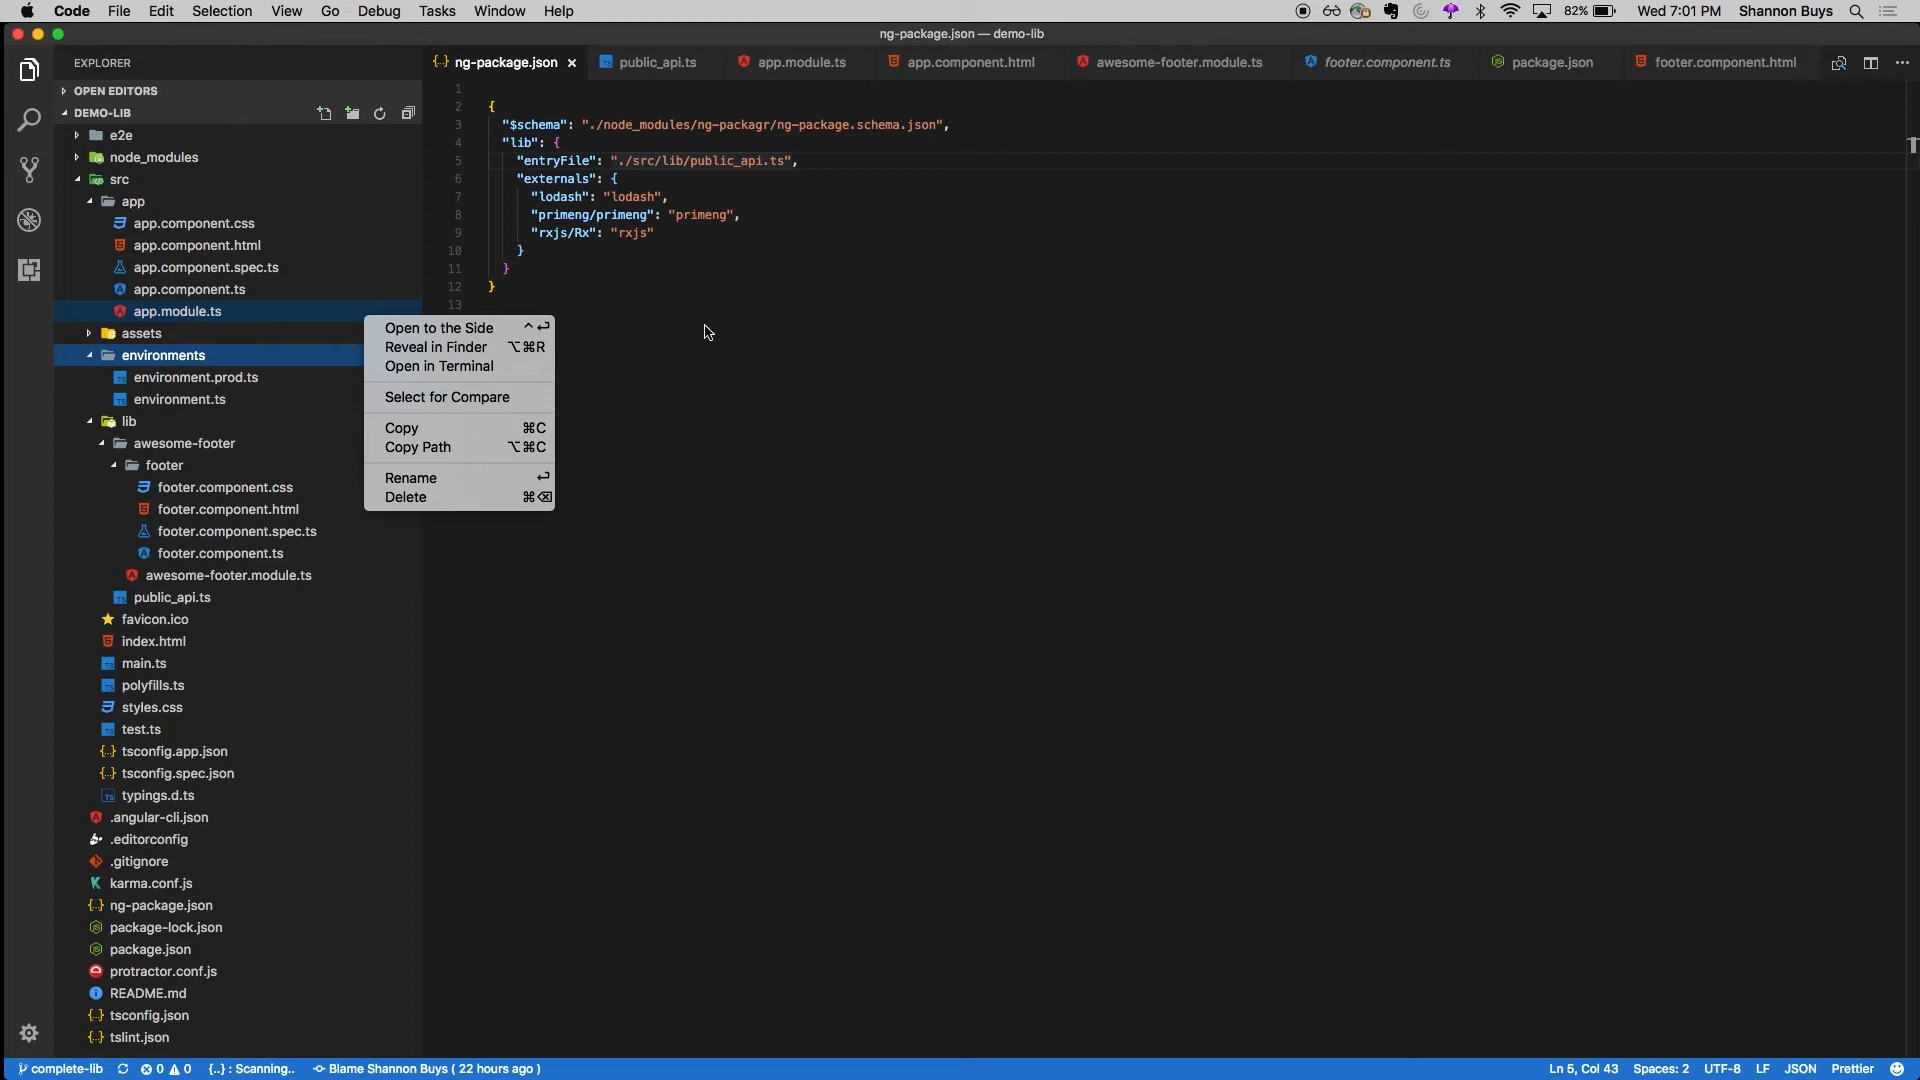 Code File Edit Selection View Go Debug Tasks Window Help 82% Wed 7:01 PM Shannon Buys
ng-package.json — demo-lib
EXPLORER
OPEN EDITORS
DEMO-LIB
e2e
node_modules
src
app
app.component.css
app.component.html
app.component.spec.ts
app.component.ts
app.module.ts
assets
environments
environment.prod.ts
environment.ts
lib
awesome-footer
footer
footer.component.css
footer.component.html
footer.component.spec.ts
footer.component.ts
awesome-footer.module.ts
public_api.ts
favicon.ico
index.html
main.ts
polyfills.ts
styles.css
test.ts
tsconfig.app.json
tsconfig.spec.json
typings.d.ts
.angular-cli.json
.editorconfig
.gitignore
karma.conf.js
ng-package.json
package-lock.json
package.json
protractor.conf.js
README.md
tsconfig.json
tslint.json
ng-package.json public_api.ts app.module.ts app.component.html awesome-footer.module.ts footer.component.ts package.json footer.component.html
1
2 {
3 "$schema": "./node_modules/ng-packagr/ng-package.schema.json",
4 "lib": {
5 "entryFile": "./src/lib/public_api.ts",
6 "externals": {
7 "lodash": "lodash",
8 "primeng/primeng": "primeng",
9 "rxjs/Rx": "rxjs"
10 }
11 }
12 }
13
Open to the Side ^⏎
Reveal in Finder ⌥⌘R
Open in Terminal
Select for Compare
Copy ⌘C
Copy Path ⌥⌘C
Rename ⏎
Delete ⌘⌫
complete-lib 0 0 {..} : Scanning.. Blame Shannon Buys ( 22 hours ago ) Ln 5, Col 43 Spaces: 2 UTF-8 LF JSON Prettier